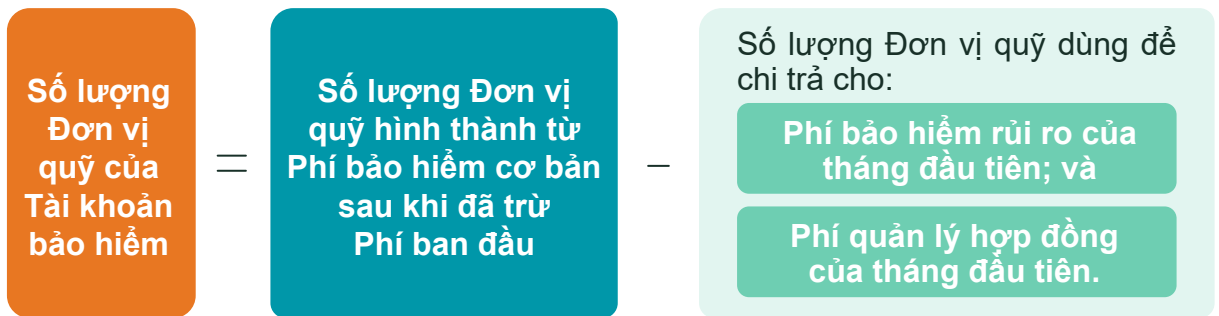 Số lượng
Đơn vị
quỹ của
Tài khoản
bảo hiểm
=
Số lượng Đơn vị
quỹ hình thành từ
Phí bảo hiểm cơ bản
sau khi đã trừ
Phí ban đầu
–
Số lượng Đơn vị quỹ dùng để
chi trả cho:
Phí bảo hiểm rủi ro của
tháng đầu tiên; và
Phí quản lý hợp đồng
của tháng đầu tiên.